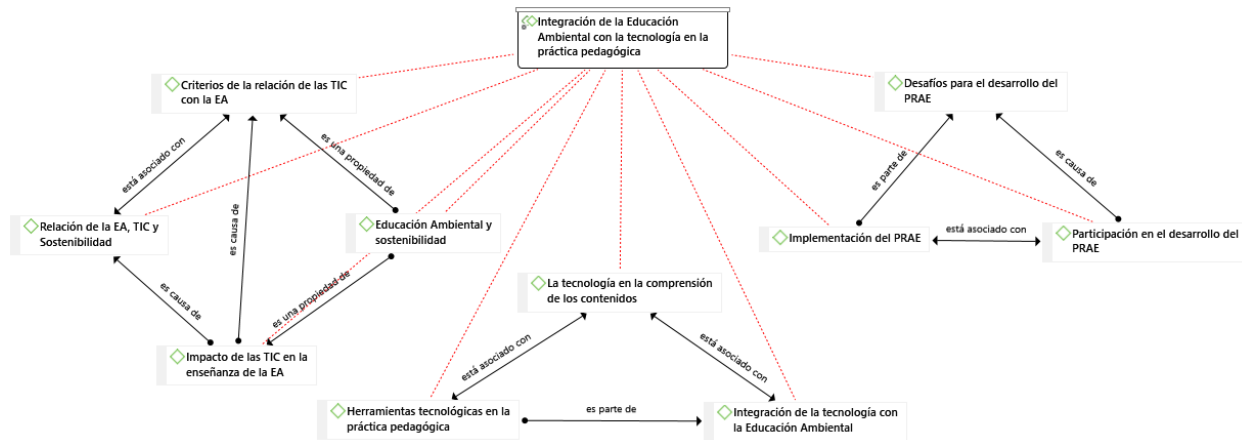 Integración de la Educación
Ambiental con la tecnología en la
práctica pedagógica
Criterios de la relación de las TIC
con la EA
Desafíos para el desarrollo del
PRAE
está asociado con
es una propiedad de
es causa de
es parte de
es causa de
Relación de la EA, TIC y
Sostenibilidad
Educación Ambiental y
sostenibilidad
Implementación del PRAE
está asociado con
Participación en el desarrollo del
PRAE
es causa de
es una propiedad de
La tecnología en la comprensión
de los contenidos
Impacto de las TIC en la
enseñanza de la EA
está asociado con
está asociado con
Herramientas tecnológicas en la
práctica pedagógica
es parte de
Integración de la tecnología con
la Educación Ambiental